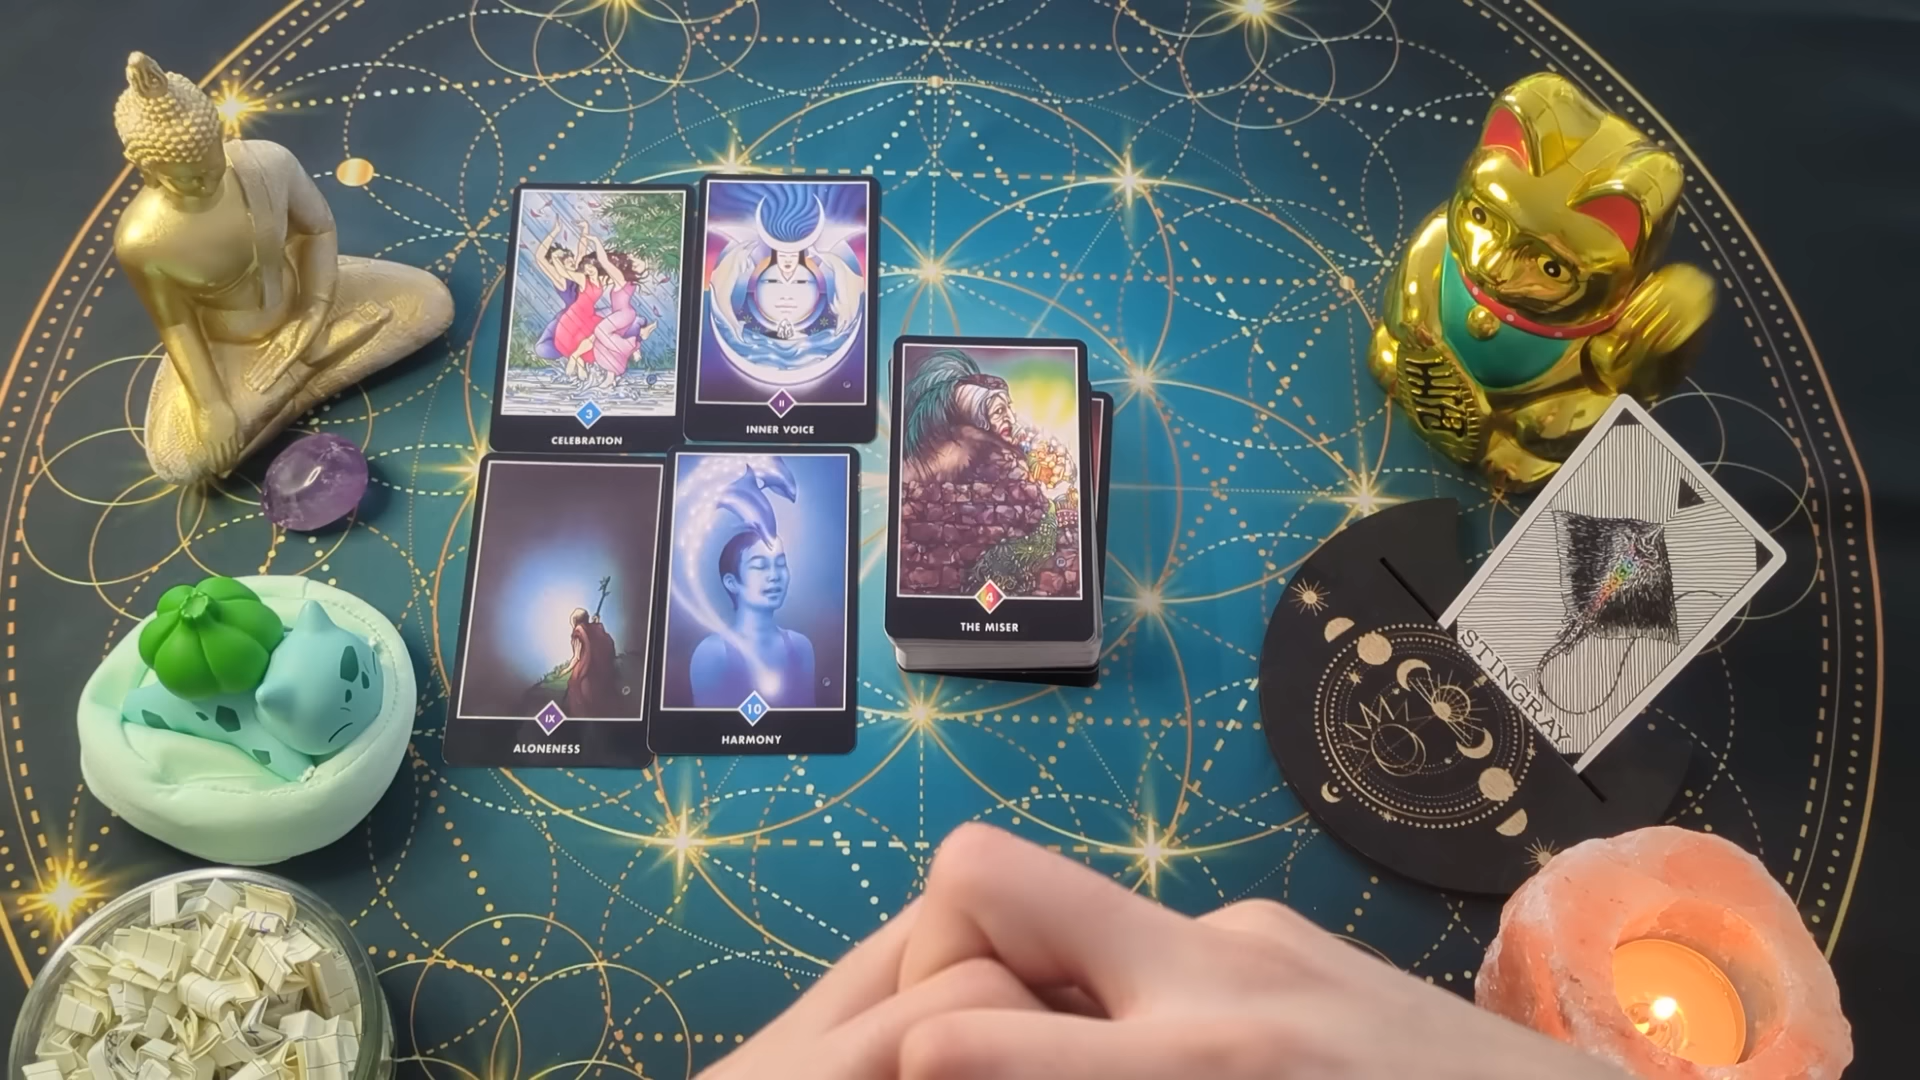 3
CELEBRATION
II
INNER VOICE
IX
ALONENESS
10
HARMONY
4
THE MISER
STINGRAY